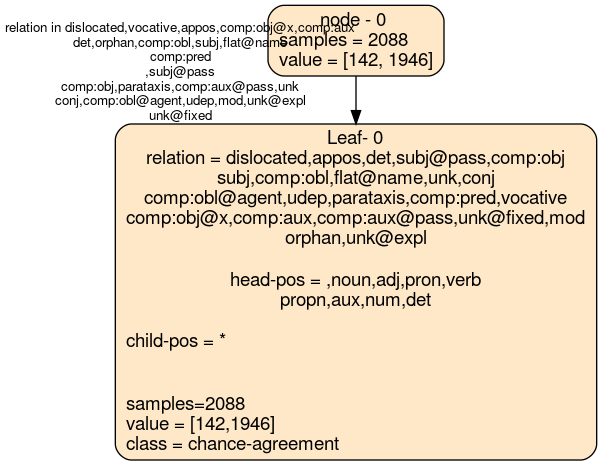 relation in dislocated,vocative,appos,comp:obj@x,comp:aux
det,orphan,comp:obl,subj,flat@name
comp:pred
,subj@pass
comp:obj,parataxis,comp:aux@pass,unk
conj,comp:obl@agent,udep,mod,unk@expl
unk@fixed
node - 0
samples = 2088
value = [142, 1946]
Leaf- 0
relation = dislocated,appos,det,subj@pass,comp:obj
subj,comp:obl,flat@name,unk,conj
comp:obl@agent,udep,parataxis,comp:pred,vocative
comp:obj@x,comp:aux,comp:aux@pass,unk@fixed,mod
orphan,unk@expl
head-pos = ,noun,adj,pron,verb
propn,aux,num,det
child-pos = *
samples=2088
value = [142,1946]
class = chance-agreement